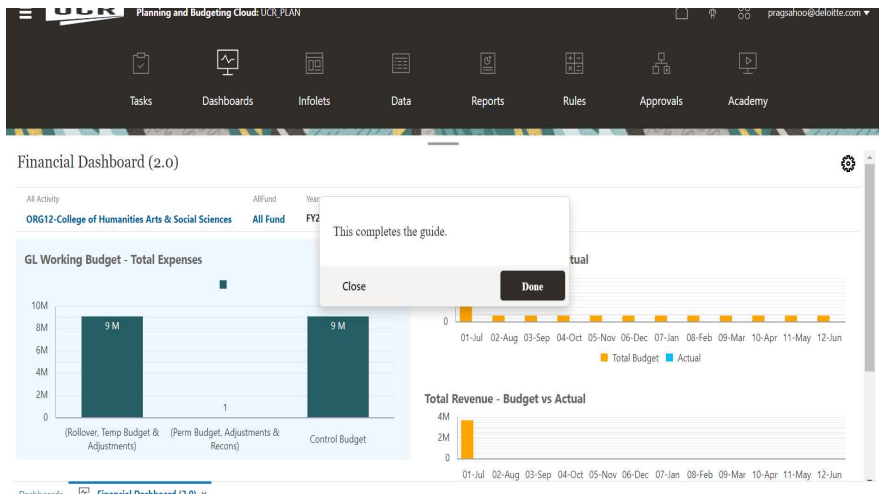 UCR Planning and Budgeting Cloud: UCR_PLAN pragsahoo@deloitte.com
Tasks Dashboards Infolets Data Reports Rules Approvals Academy
Financial Dashboard (2.0)
All Activity AllFund Year
ORG12-College of Humanities Arts & Social Sciences All Fund FY2
This completes the guide.
Close Done
GL Working Budget - Total Expenses
tual
10M
8M
6M
4M
2M
0
9 M
1
9 M
(Rollover, Temp Budget & Adjustments)
(Perm Budget, Adjustments & Recons)
Control Budget
0
01-Jul 02-Aug 03-Sep 04-Oct 05-Nov 06-Dec 07-Jan 08-Feb 09-Mar 10-Apr 11-May 12-Jun
Total Budget Actual
Total Revenue - Budget vs Actual
4M
2M
0
01-Jul 02-Aug 03-Sep 04-Oct 05-Nov 06-Dec 07-Jan 08-Feb 09-Mar 10-Apr 11-May 12-Jun
Dashboards Financial Dashboard (2.0) ×